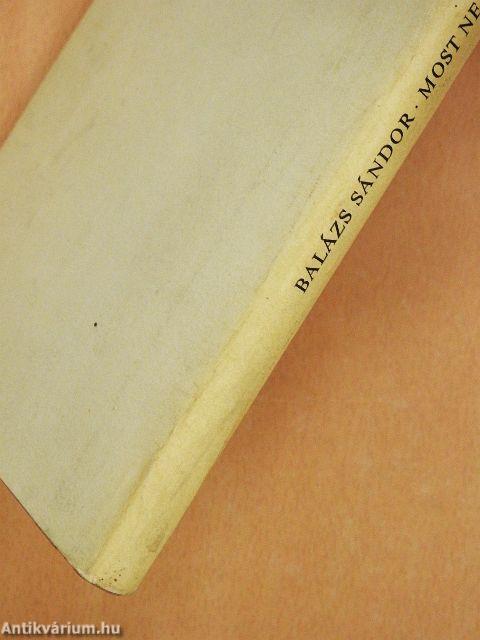 BALÁZS SÁNDOR · MOST NE
Antikvárium.hu